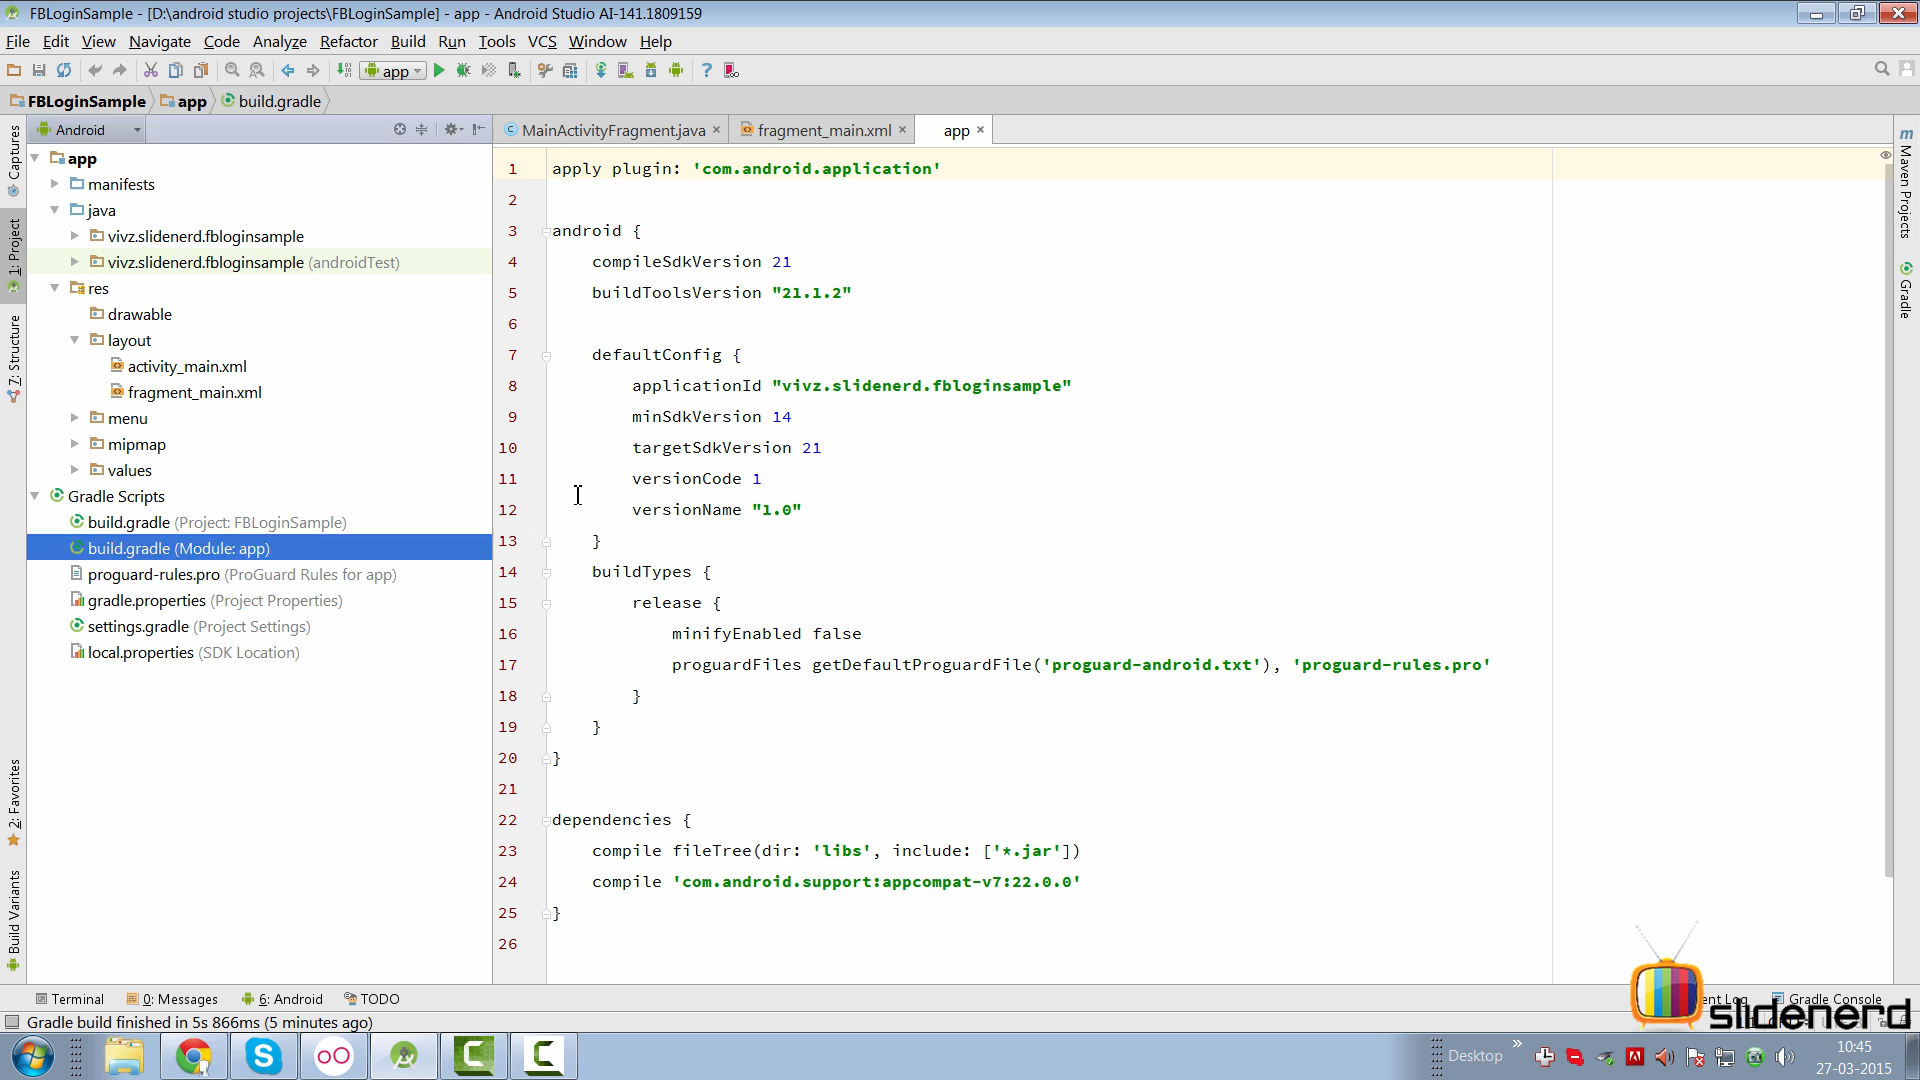 FBLoginSample - [D:\android studio projects\FBLoginSample] - app - Android Studio AI-141.1809159
File Edit View Navigate Code Analyze Refactor Build Run Tools VCS Window Help
app
FBLoginSample app build.gradle
Android
MainActivityFragment.java fragment_main.xml app
Captures
1: Project
7: Structure
2: Favorites
Build Variants
app
manifests
java
vivz.slidenerd.fbloginsample
vivz.slidenerd.fbloginsample (androidTest)
res
drawable
layout
activity_main.xml
fragment_main.xml
menu
mipmap
values
Gradle Scripts
build.gradle (Project: FBLoginSample)
build.gradle (Module: app)
proguard-rules.pro (ProGuard Rules for app)
gradle.properties (Project Properties)
settings.gradle (Project Settings)
local.properties (SDK Location)
1 apply plugin: 'com.android.application'
2
3 android {
4 compileSdkVersion 21
5 buildToolsVersion "21.1.2"
6
7 defaultConfig {
8 applicationId "vivz.slidenerd.fbloginsample"
9 minSdkVersion 14
10 targetSdkVersion 21
11 versionCode 1
12 versionName "1.0"
13 }
14 buildTypes {
15 release {
16 minifyEnabled false
17 proguardFiles getDefaultProguardFile('proguard-android.txt'), 'proguard-rules.pro'
18 }
19 }
20 }
21
22 dependencies {
23 compile fileTree(dir: 'libs', include: ['*.jar'])
24 compile 'com.android.support:appcompat-v7:22.0.0'
25 }
26
m Maven Projects
Gradle
Terminal 0: Messages 6: Android TODO Log Gradle Console
slidenerd
Gradle build finished in 5s 866ms (5 minutes ago)
Desktop »
10:45
27-03-2015